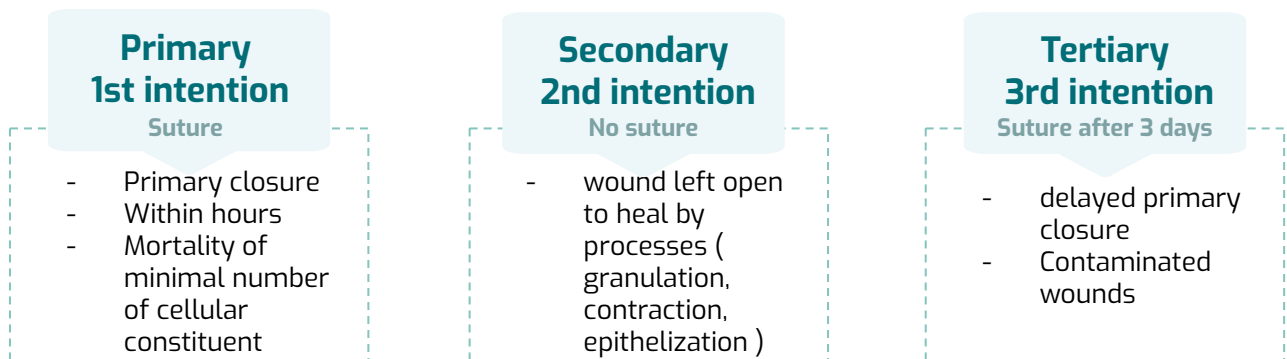 Primary
1st intention
Suture
- Primary closure
- Within hours
- Mortality of
minimal number
of cellular
constituent
Secondary
2nd intention
No suture
- wound left open
to heal by
processes (
granulation,
contraction,
epithelization )
Tertiary
3rd intention
Suture after 3 days
- delayed primary
closure
- Contaminated
wounds